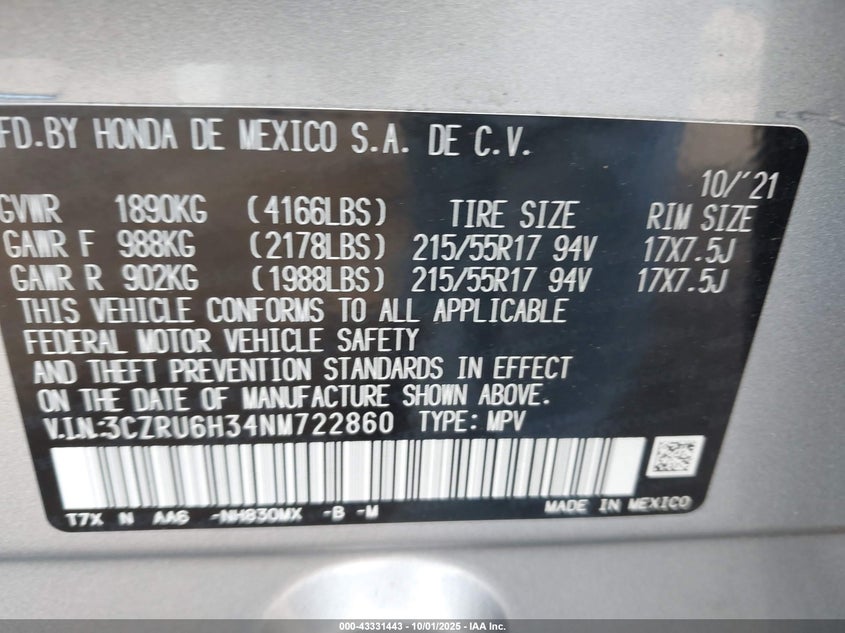 FD.BY HONDA DE MEXICO S.A. DE C.V.
10/'21
GVWR 1890KG (4166LBS) TIRE SIZE RIM SIZE
GAWR F 988KG (2178LBS) 215/55R17 94V 17X7.5J
GAWR R 902KG (1988LBS) 215/55R17 94V 17X7.5J
THIS VEHICLE CONFORMS TO ALL APPLICABLE
FEDERAL MOTOR VEHICLE SAFETY
AND THEFT PREVENTION STANDARDS IN EFFECT
ON THE DATE OF MANUFACTURE SHOWN ABOVE.
V.I.N.:3CZRU6H34NM722860 TYPE: MPV
T7X N AA6 -NH830MX -B -M MADE IN MEXICO
000-43331443 - 10/01/2025 - IAA Inc.